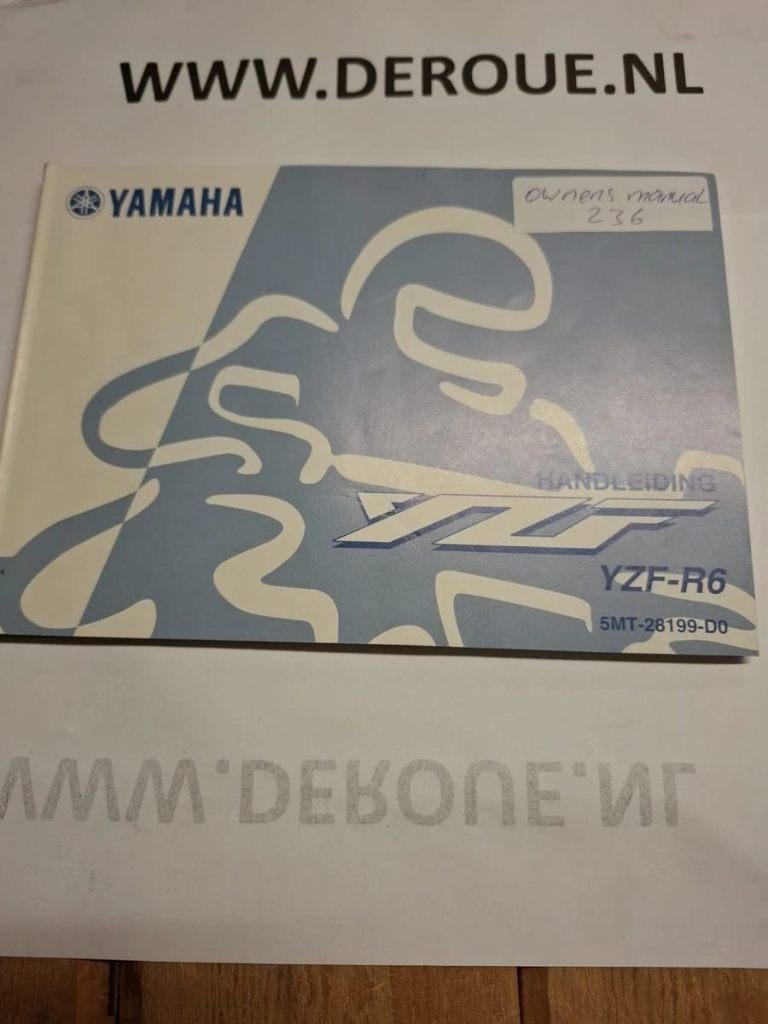 WWW.DEROUE.NL
YAMAHA
owners manual
236
HANDLEIDING
YZF
YZF-R6
5MT-28199-D0
WWW.DEROUE.NL